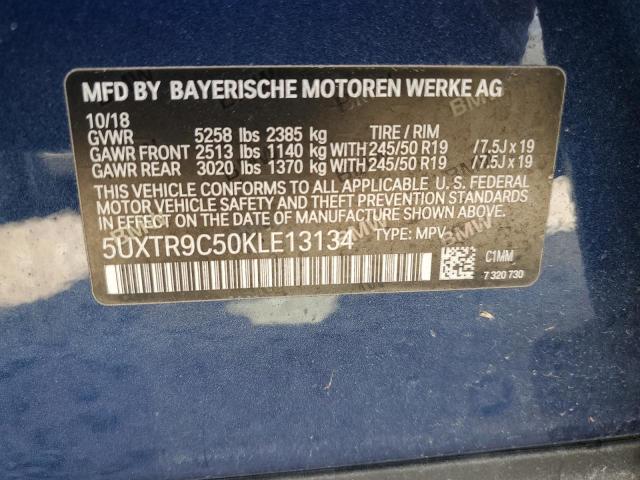 MFD BY BAYERISCHE MOTOREN WERKE AG
10/18
GVWR 5258 lbs 2385 kg TIRE / RIM
GAWR FRONT 2513 lbs 1140 kg WITH 245/50 R19 /7.5J x 19
GAWR REAR 3020 lbs 1370 kg WITH 245/50 R19 /7.5J x 19
THIS VEHICLE CONFORMS TO ALL APPLICABLE U. S. FEDERAL
MOTOR VEHICLE SAFETY AND THEFT PREVENTION STANDARDS
IN EFFECT ON THE DATE OF MANUFACTURE SHOWN ABOVE.
5UXTR9C50KLE13134 TYPE: MPV
C1MM
7 320 730